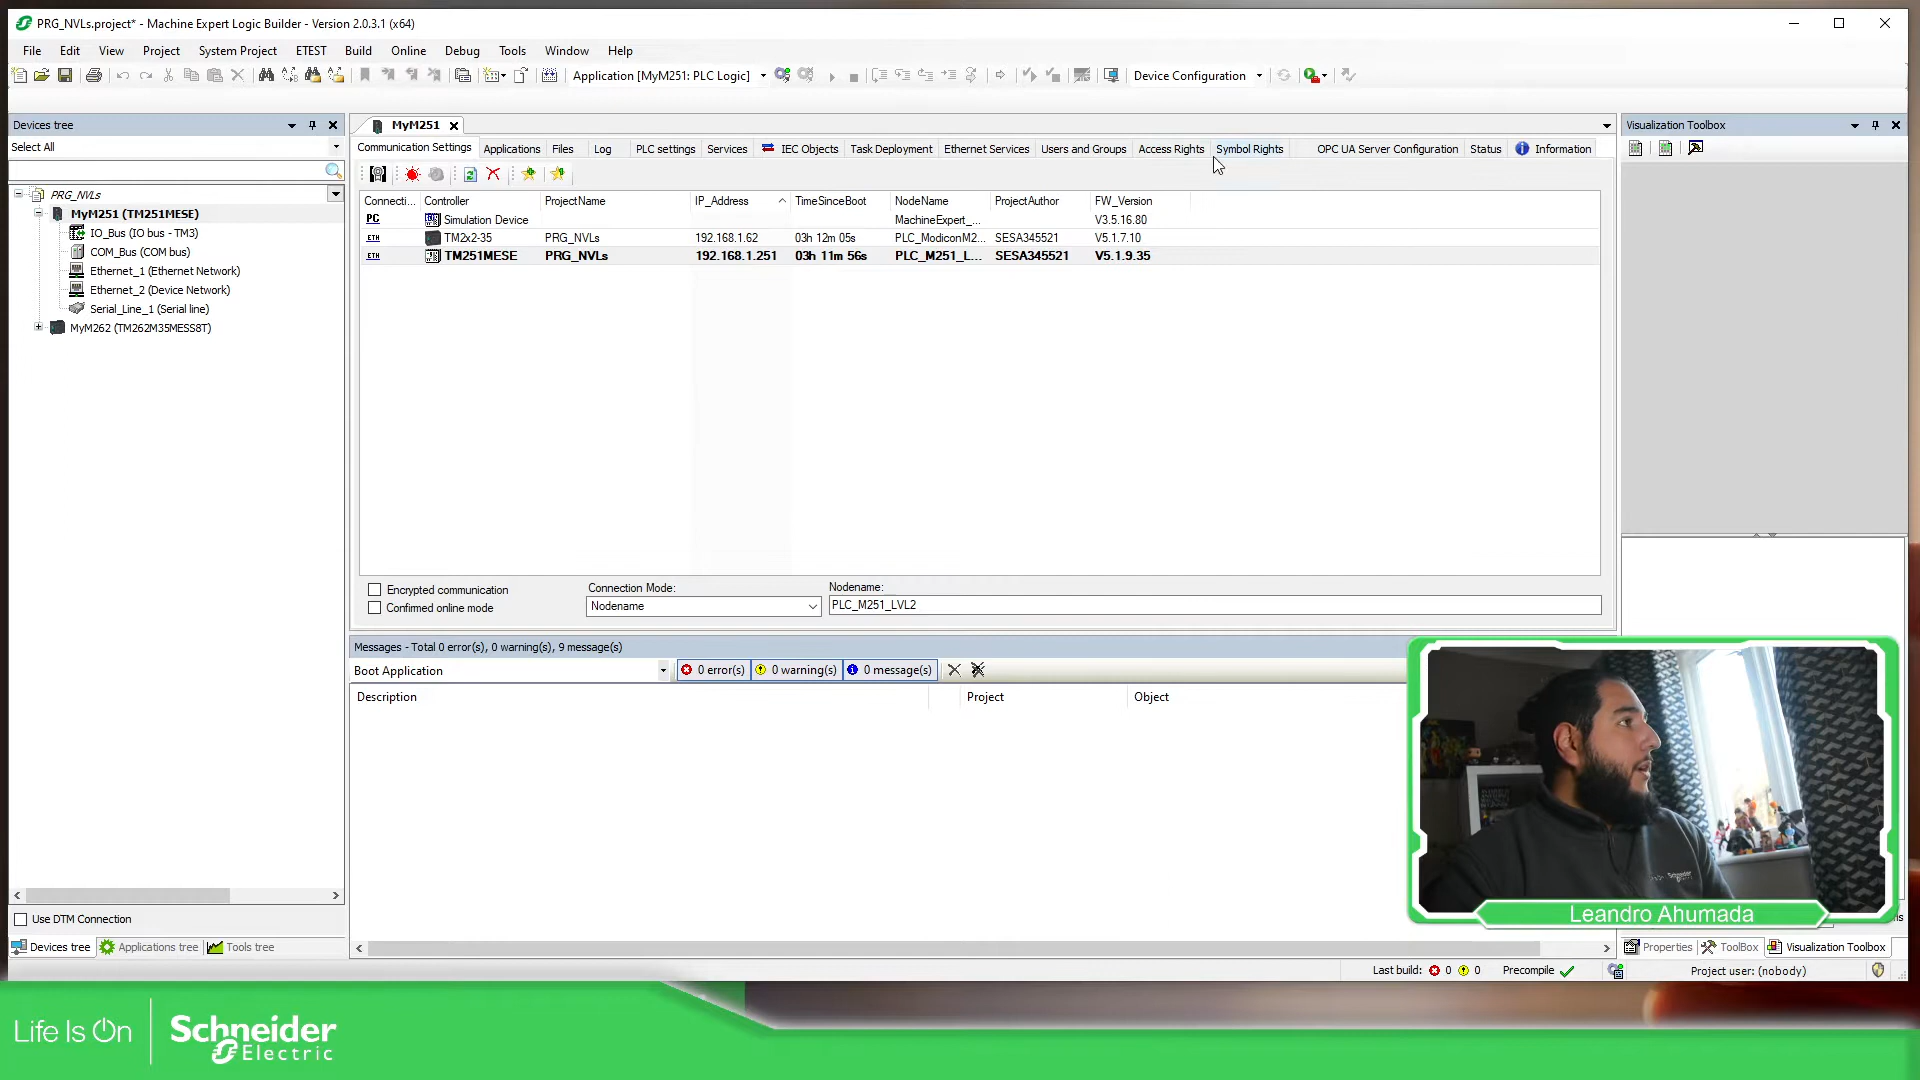 PRG_NVLs.project* - Machine Expert Logic Builder - Version 2.0.3.1 (x64)
File Edit View Project System Project ETEST Build Online Debug Tools Window Help
Application [MyM251: PLC Logic] Device Configuration
Devices tree
Select All
PRG_NVLs
MyM251 (TM251MESE)
IO_Bus (IO bus - TM3)
COM_Bus (COM bus)
Ethernet_1 (Ethernet Network)
Ethernet_2 (Device Network)
Serial_Line_1 (Serial line)
MyM262 (TM262M35MESS8T)
Use DTM Connection
Devices tree Applications tree Tools tree
MyM251
Communication Settings Applications Files Log PLC settings Services IEC Objects Task Deployment Ethernet Services Users and Groups Access Rights Symbol Rights OPC UA Server Configuration Status Information
Connecti... Controller ProjectName IP_Address TimeSinceBoot NodeName ProjectAuthor FW_Version
PC Simulation Device MachineExpert_... V3.5.16.80
ETH TM2x2-35 PRG_NVLs 192.168.1.62 03h 12m 05s PLC_ModiconM2... SESA345521 V5.1.7.10
ETH TM251MESE PRG_NVLs 192.168.1.251 03h 11m 56s PLC_M251_L... SESA345521 V5.1.9.35
Encrypted communication
Confirmed online mode
Connection Mode:
Nodename
Nodename:
PLC_M251_LVL2
Messages - Total 0 error(s), 0 warning(s), 9 message(s)
Boot Application 0 error(s) 0 warning(s) 0 message(s)
Description Project Object
Visualization Toolbox
Leandro Ahumada
Properties ToolBox Visualization Toolbox
Last build: 0 0 Precompile Project user: (nobody)
Life Is On Schneider Electric